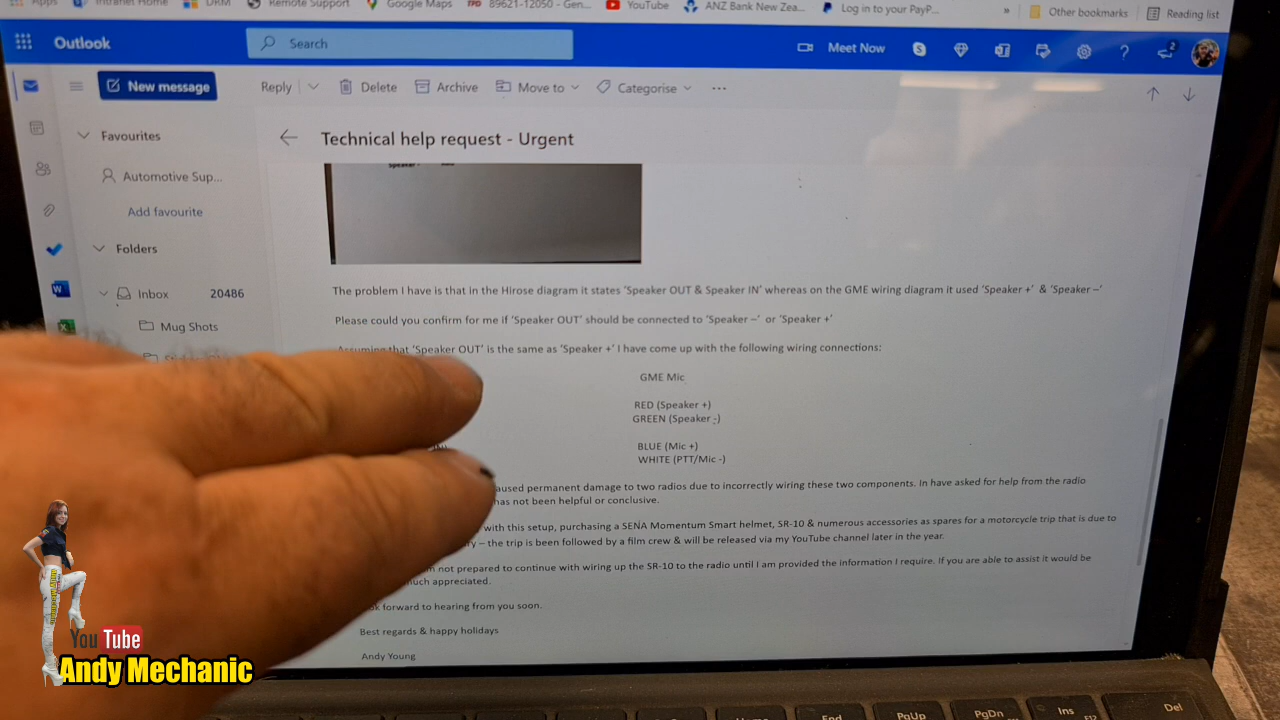 Apps
Intranet Home
DRM
Remote Support
Google Maps
89621-12050 - Gen...
YouTube
ANZ Bank New Zea...
Log in to your PayP...
»
Other bookmarks
Reading list
Outlook
Search
Meet Now
2
New message
Reply
Delete
Archive
Move to
Categorise
...
Favourites
Technical help request - Urgent
Automotive Sup...
Speaker -
Add favourite
Folders
Inbox 20486
Mug Shots
The problem I have is that in the Hirose diagram it states ‘Speaker OUT & Speaker IN’ whereas on the GME wiring diagram it used ‘Speaker +’ & ‘Speaker –’
Please could you confirm for me if ‘Speaker OUT’ should be connected to ‘Speaker –’ or ‘Speaker +’
Assuming that ‘Speaker OUT’ is the same as ‘Speaker +’ I have come up with the following wiring connections:
GME Mic
RED (Speaker +)
GREEN (Speaker -)
BLUE (Mic +)
WHITE (PTT/Mic -)
aused permanent damage to two radios due to incorrectly wiring these two components. In have asked for help from the radio
has not been helpful or conclusive.
with this setup, purchasing a SENA Momentum Smart helmet, SR-10 & numerous accessories as spares for a motorcycle trip that is due to
ry – the trip is been followed by a film crew & will be released via my YouTube channel later in the year.
not prepared to continue with wiring up the SR-10 to the radio until I am provided the information I require. If you are able to assist it would be
much appreciated.
forward to hearing from you soon.
Best regards & happy holidays
Andy Young
YouTube
Andy Mechanic
Home
End
PgUp
PgDn
Ins
F12
Del